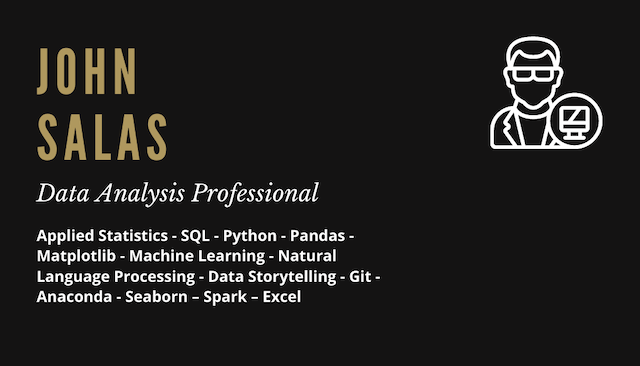 JOHN
SALAS
Data Analysis Professional
Applied Statistics - SQL - Python - Pandas -
Matplotlib - Machine Learning - Natural
Language Processing - Data Storytelling - Git -
Anaconda - Seaborn – Spark – Excel